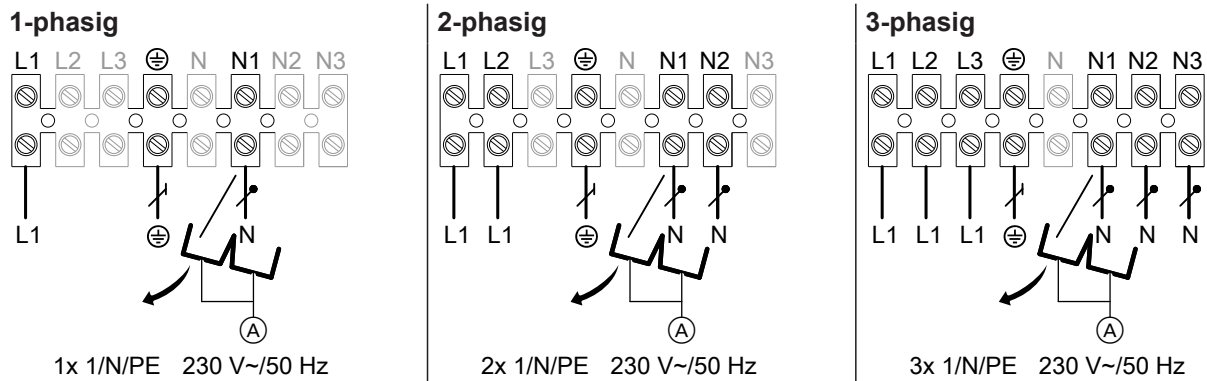 1-phasig
L1 L2 L3 N N1 N2 N3
L1 N
A
1x 1/N/PE 230 V~/50 Hz
2-phasig
L1 L2 L3 N N1 N2 N3
L1 L1 N N
A
2x 1/N/PE 230 V~/50 Hz
3-phasig
L1 L2 L3 N N1 N2 N3
L1 L1 L1 N N N
A
3x 1/N/PE 230 V~/50 Hz